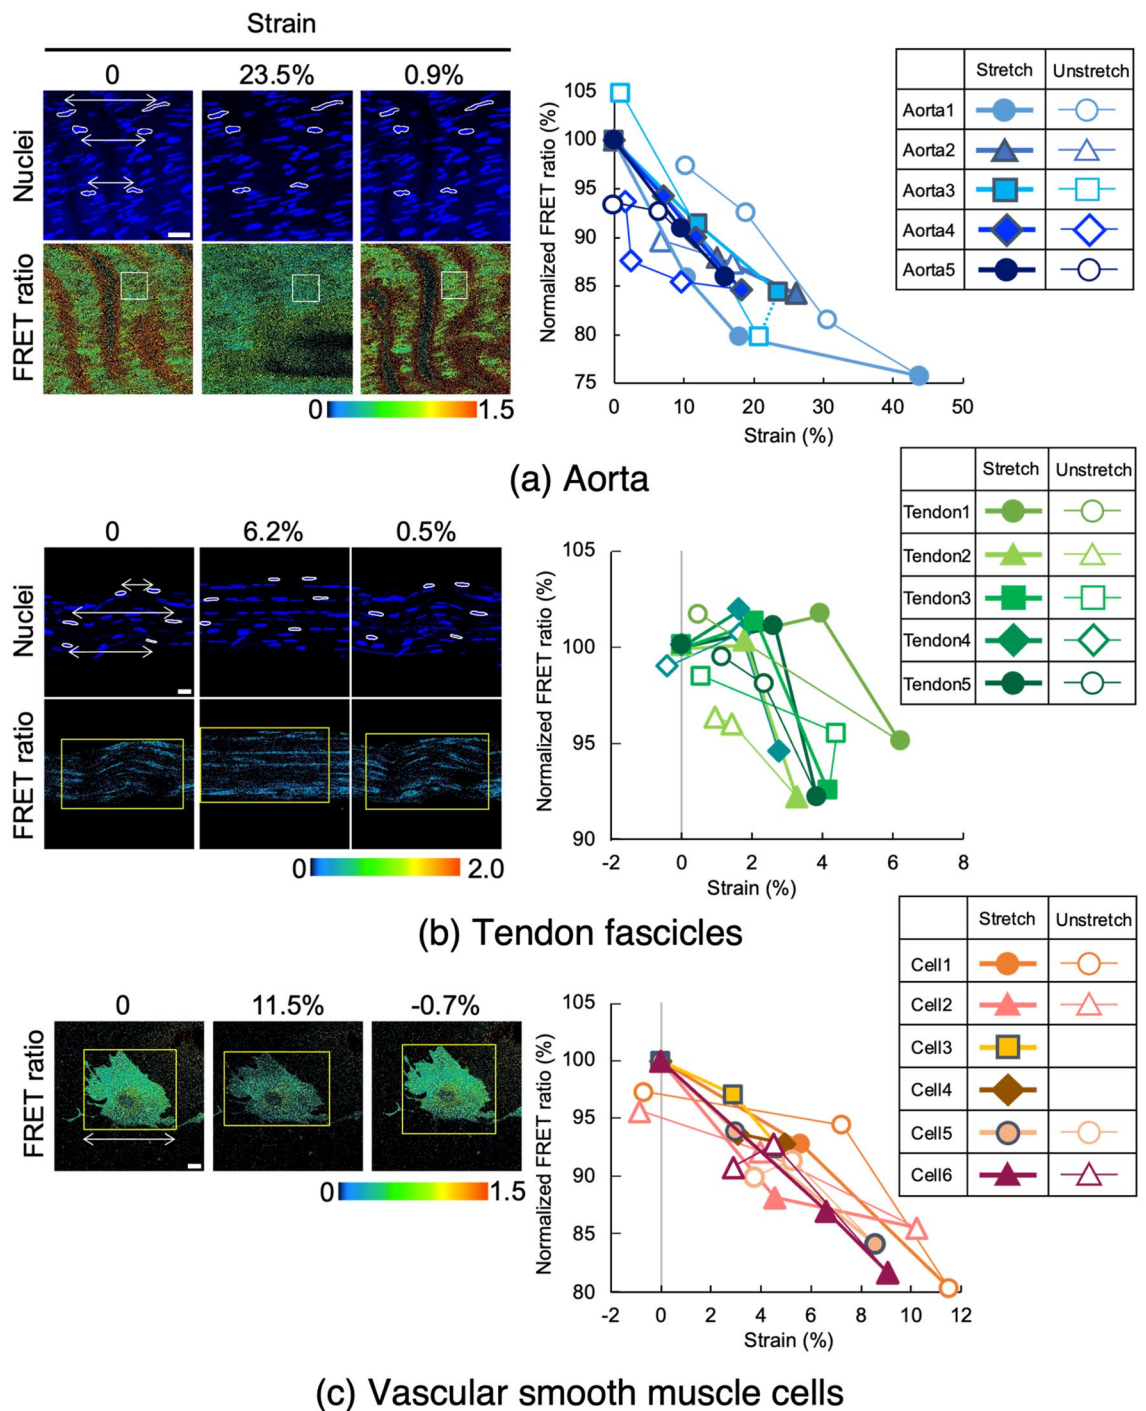 Strain
0 23.5% 0.9%
Nuclei
FRET ratio
0 1.5
Normalized FRET ratio (%)
105
100
95
90
85
80
75
0 10 20 30 40 50
Strain (%)
Stretch Unstretch
Aorta1
Aorta2
Aorta3
Aorta4
Aorta5
(a) Aorta
0 6.2% 0.5%
Nuclei
FRET ratio
0 2.0
Normalized FRET ratio (%)
105
100
95
90
-2 0 2 4 6 8
Strain (%)
Stretch Unstretch
Tendon1
Tendon2
Tendon3
Tendon4
Tendon5
(b) Tendon fascicles
0 11.5% -0.7%
FRET ratio
0 1.5
Normalized FRET ratio (%)
105
100
95
90
85
80
-2 0 2 4 6 8 10 12
Strain (%)
Stretch Unstretch
Cell1
Cell2
Cell3
Cell4
Cell5
Cell6
(c) Vascular smooth muscle cells